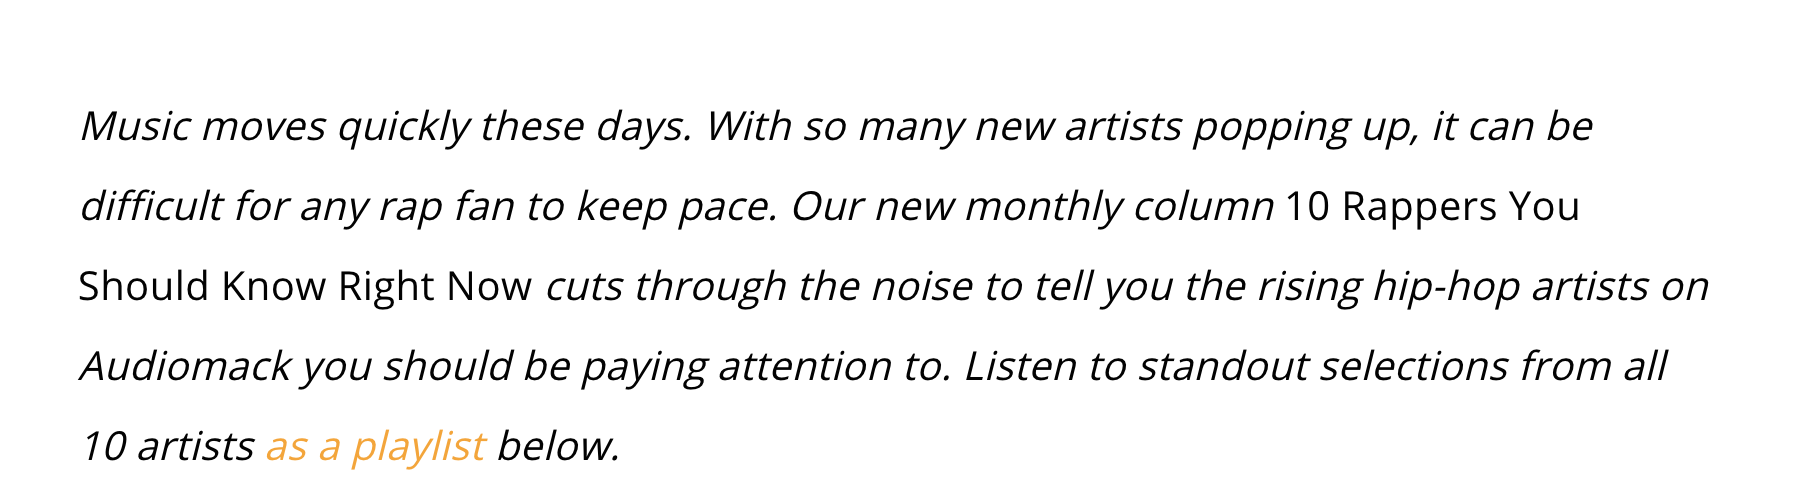 Music moves quickly these days. With so many new artists popping up, it can be
difficult for any rap fan to keep pace. Our new monthly column 10 Rappers You
Should Know Right Now cuts through the noise to tell you the rising hip-hop artists on
Audiomack you should be paying attention to. Listen to standout selections from all
10 artists as a playlist below.